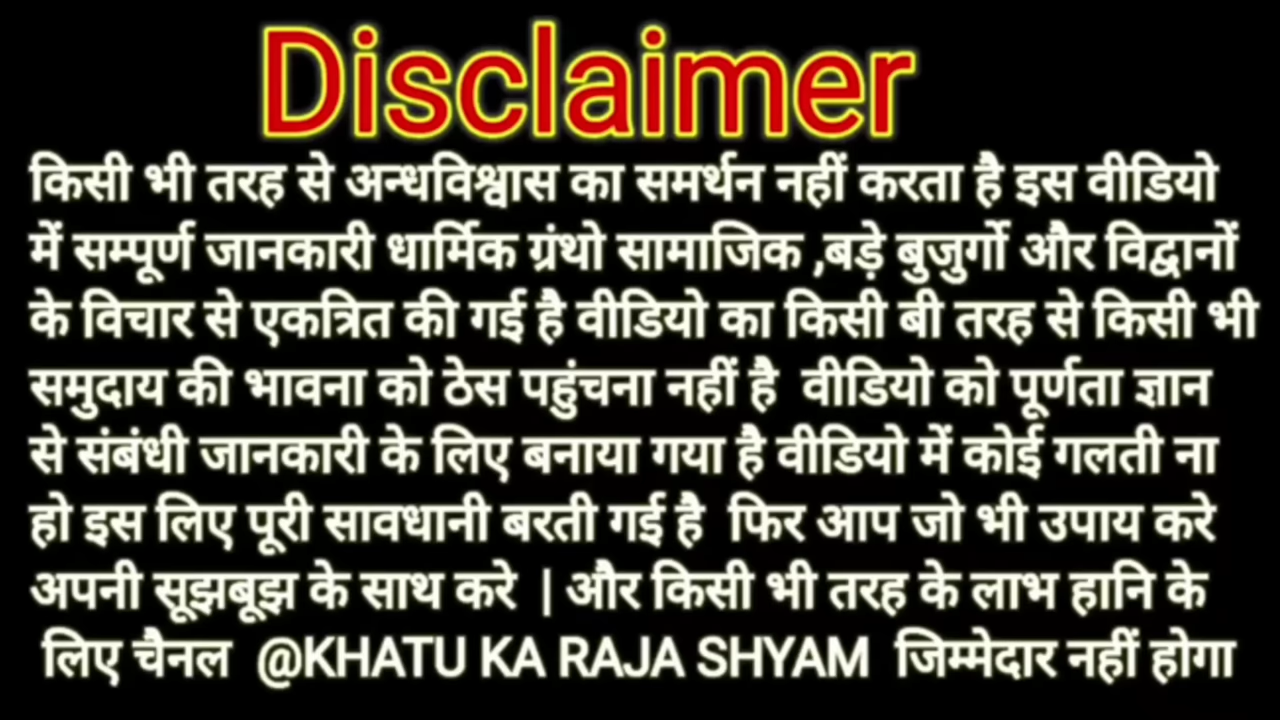 Disclaimer
किसी भी तरह से अन्धविश्वास का समर्थन नहीं करता है इस वीडियो
में सम्पूर्ण जानकारी धार्मिक ग्रंथो सामाजिक ,बड़े बुजुर्गो और विद्वानों
के विचार से एकत्रित की गई है वीडियो का किसी बी तरह से किसी भी
समुदाय की भावना को ठेस पहुंचना नहीं है वीडियो को पूर्णता ज्ञान
से संबंधी जानकारी के लिए बनाया गया है वीडियो में कोई गलती ना
हो इस लिए पूरी सावधानी बरती गई है फिर आप जो भी उपाय करे
अपनी सूझबूझ के साथ करे | और किसी भी तरह के लाभ हानि के
लिए चैनल @KHATU KA RAJA SHYAM जिम्मेदार नहीं होगा